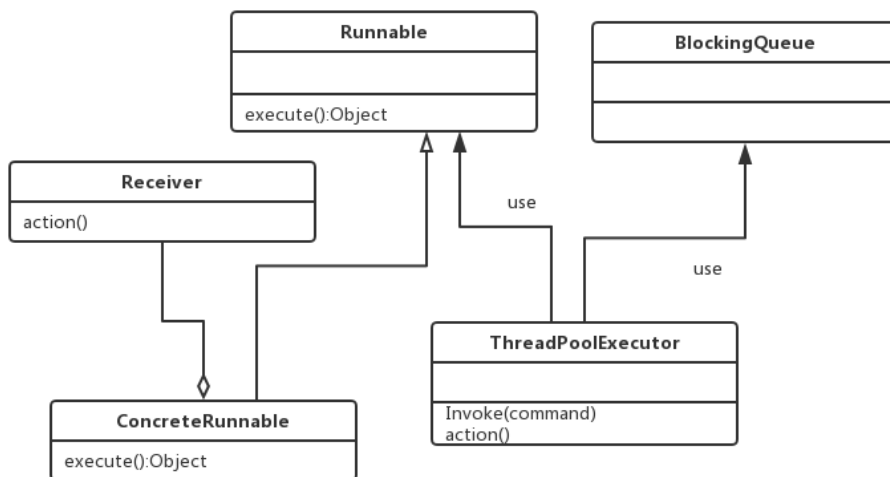 Runnable
execute():Object
BlockingQueue
Receiver
action()
use
use
ThreadPoolExecutor
Invoke(command)
action()
ConcreteRunnable
execute():Object